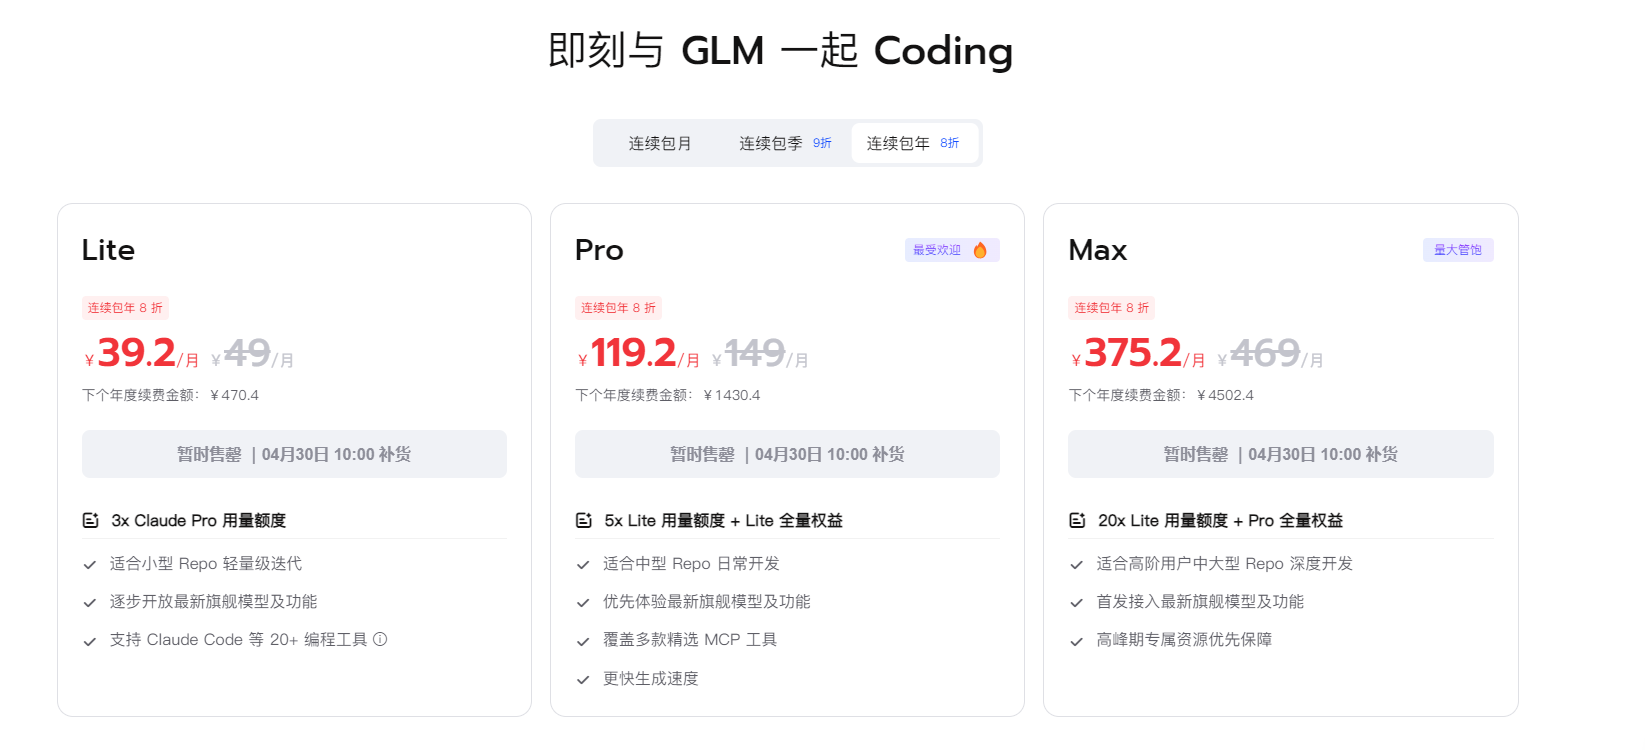 即刻与 GLM 一起 Coding
连续包月 连续包季 9折 连续包年 8折
Lite
连续包年 8 折
￥39.2/月 ￥49/月
下个年度续费金额：￥470.4
暂时售罄 ｜04月30日 10:00 补货
3x Claude Pro 用量额度
适合小型 Repo 轻量级迭代
逐步开放最新旗舰模型及功能
支持 Claude Code 等 20+ 编程工具
Pro 最受欢迎
连续包年 8 折
￥119.2/月 ￥149/月
下个年度续费金额：￥1430.4
暂时售罄 ｜04月30日 10:00 补货
5x Lite 用量额度 + Lite 全量权益
适合中型 Repo 日常开发
优先体验最新旗舰模型及功能
覆盖多款精选 MCP 工具
更快生成速度
Max 量大管饱
连续包年 8 折
￥375.2/月 ￥469/月
下个年度续费金额：￥4502.4
暂时售罄 ｜04月30日 10:00 补货
20x Lite 用量额度 + Pro 全量权益
适合高阶用户中大型 Repo 深度开发
首发接入最新旗舰模型及功能
高峰期专属资源优先保障